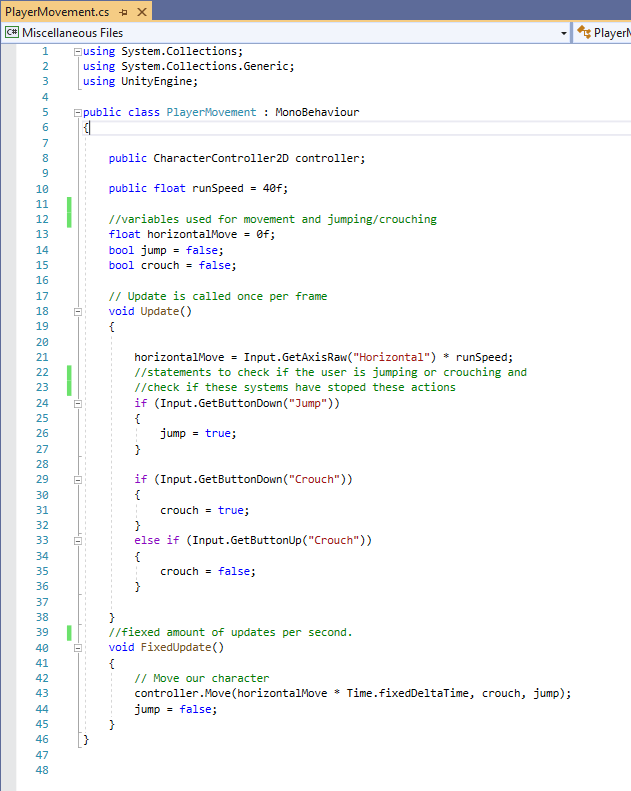 PlayerMovement.cs
C# Miscellaneous Files PlayerM
1 using System.Collections;
2 using System.Collections.Generic;
3 using UnityEngine;
4
5 public class PlayerMovement : MonoBehaviour
6 {
7
8 public CharacterController2D controller;
9
10 public float runSpeed = 40f;
11
12 //variables used for movement and jumping/crouching
13 float horizontalMove = 0f;
14 bool jump = false;
15 bool crouch = false;
16
17 // Update is called once per frame
18 void Update()
19 {
20
21 horizontalMove = Input.GetAxisRaw("Horizontal") * runSpeed;
22 //statements to check if the user is jumping or crouching and
23 //check if these systems have stoped these actions
24 if (Input.GetButtonDown("Jump"))
25 {
26 jump = true;
27 }
28
29 if (Input.GetButtonDown("Crouch"))
30 {
31 crouch = true;
32 }
33 else if (Input.GetButtonUp("Crouch"))
34 {
35 crouch = false;
36 }
37
38 }
39 //fiexed amount of updates per second.
40 void FixedUpdate()
41 {
42 // Move our character
43 controller.Move(horizontalMove * Time.fixedDeltaTime, crouch, jump);
44 jump = false;
45 }
46 }
47
48